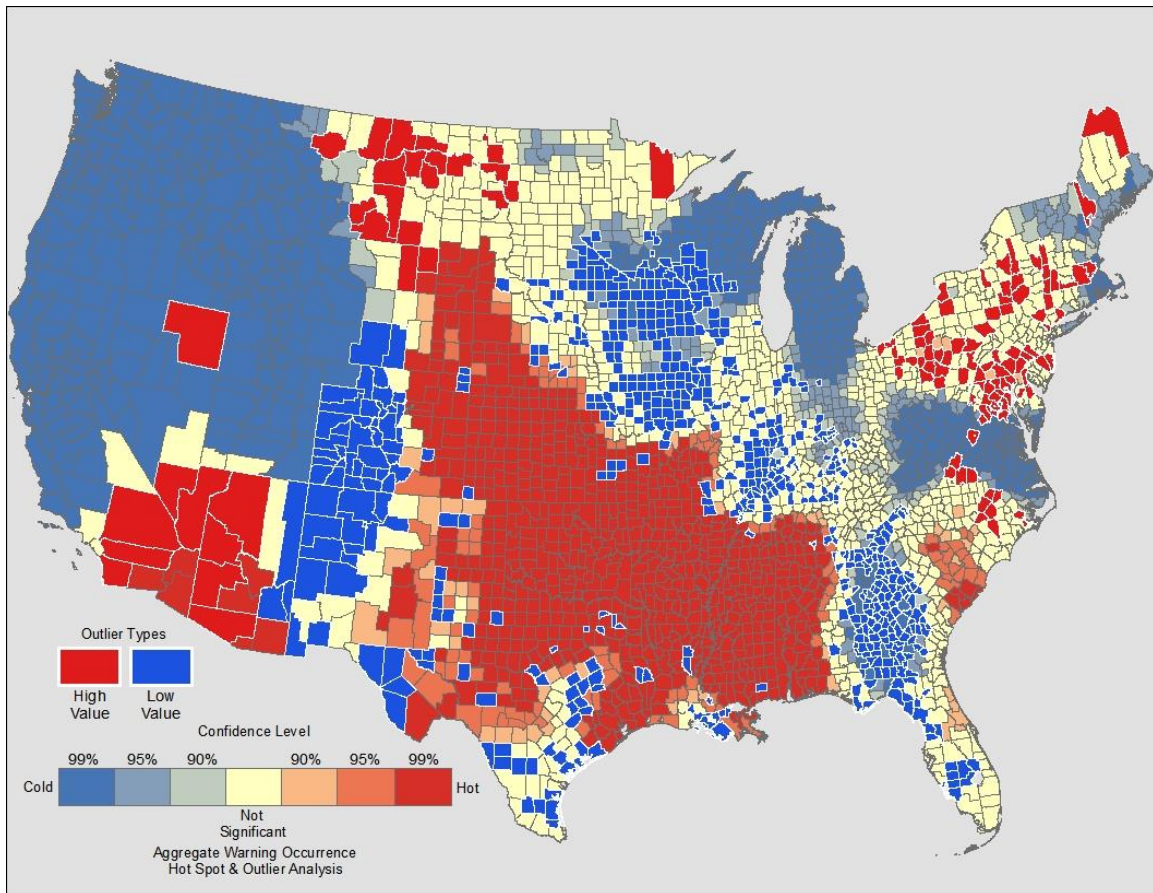 Outlier Types
High Value
Low Value
Confidence Level
99% 95% 90% 90% 95% 99%
Cold
Hot
Not Significant
Aggregate Warning Occurrence
Hot Spot & Outlier Analysis